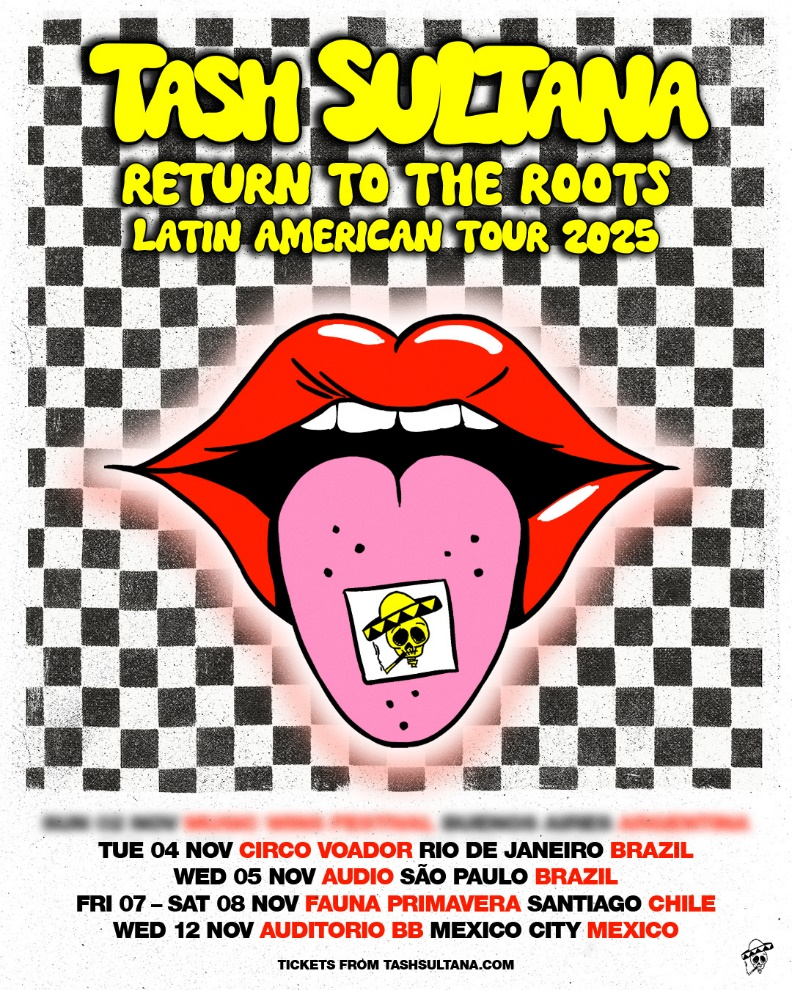 TASH SULTANA
RETURN TO THE ROOTS
LATIN AMERICAN TOUR 2025
TUE 04 NOV CIRCO VOADOR RIO DE JANEIRO BRAZIL
WED 05 NOV AUDIO SÃO PAULO BRAZIL
FRI 07 – SAT 08 NOV FAUNA PRIMAVERA SANTIAGO CHILE
WED 12 NOV AUDITORIO BB MEXICO CITY MEXICO
TICKETS FROM TASHSULTANA.COM